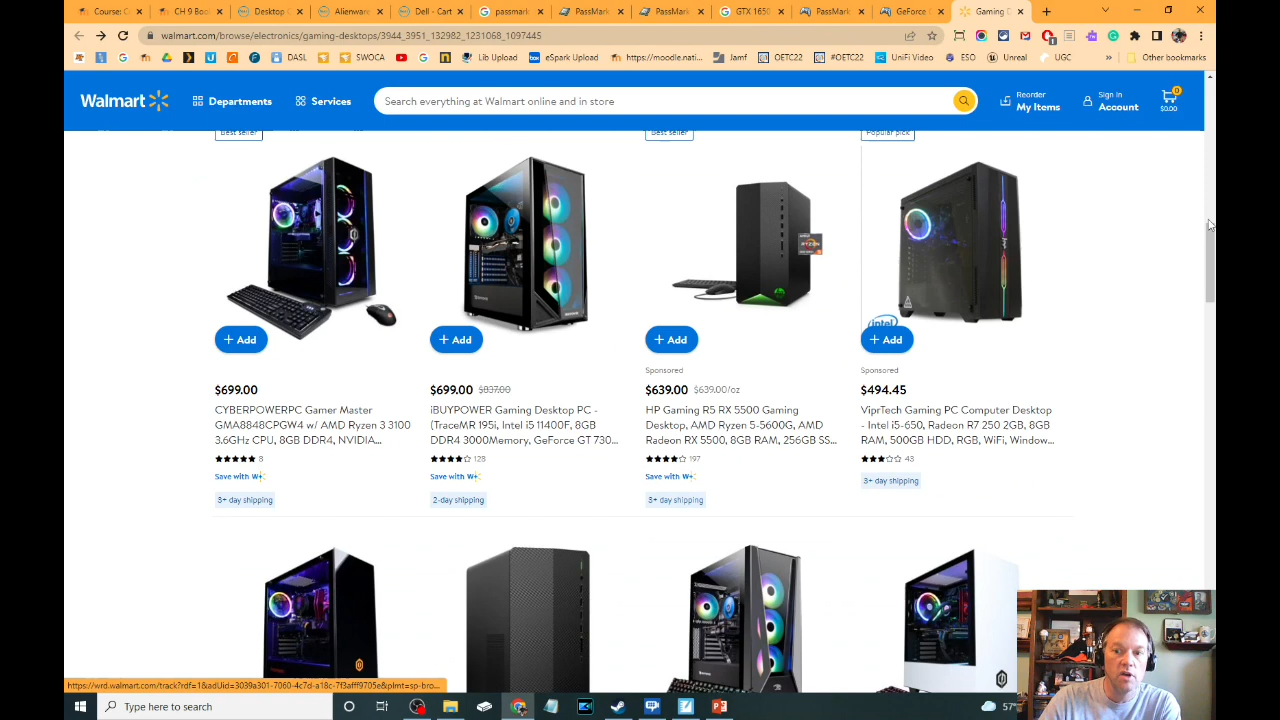 Course: C
CH 9 Boo
Desktop C
Alienware
Dell - Cart
passmark
PassMark
PassMark
GTX 1650
PassMark
GeForce G
Gaming D
walmart.com/browse/electronics/gaming-desktops/3944_3951_132982_1231068_1097445
DASL
SWOCA
Lib Upload
eSpark Upload
https://moodle.nati...
Jamf
OETC22
#OETC22
UniFi Video
ESO
Unreal
UGC
»
Other bookmarks
Walmart
Departments
Services
Search everything at Walmart online and in store
Reorder
My Items
Sign In
Account
0
$0.00
Best seller
Best seller
Popular pick
RYZEN
intel
+ Add
+ Add
+ Add
+ Add
Sponsored
Sponsored
$699.00
$699.00 $837.00
$639.00 $639.00/oz
$494.45
CYBERPOWERPC Gamer Master
GMA8848CPGW4 w/ AMD Ryzen 3 3100
3.6GHz CPU, 8GB DDR4, NVIDIA...
iBUYPOWER Gaming Desktop PC -
(TraceMR 195i, Intel i5 11400F, 8GB
DDR4 3000Memory, GeForce GT 730...
HP Gaming R5 RX 5500 Gaming
Desktop, AMD Ryzen 5-5600G, AMD
Radeon RX 5500, 8GB RAM, 256GB SS...
ViprTech Gaming PC Computer Desktop
- Intel i5-650, Radeon R7 250 2GB, 8GB
RAM, 500GB HDD, RGB, WiFi, Window...
8
128
197
43
Save with W+
Save with W+
Save with W+
3+ day shipping
2-day shipping
3+ day shipping
3+ day shipping
https://wrd.walmart.com/track?rdf=1&adUid=3039a301-7060-4c7d-a18c-7f3afff9705e&plmt=sp-bro...
Type here to search
57°